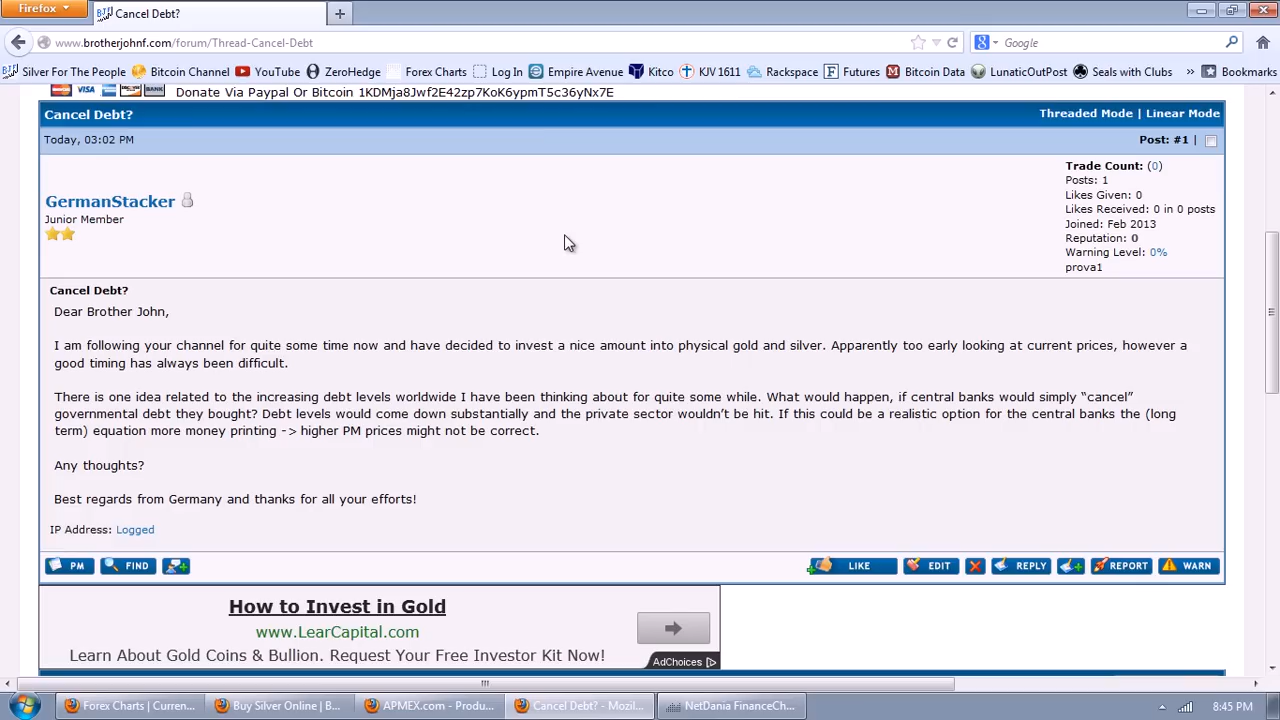 Firefox
Cancel Debt?
www.brotherjohnf.com/forum/Thread-Cancel-Debt
Google
Silver For The People
Bitcoin Channel
YouTube
ZeroHedge
Forex Charts
Log In
Empire Avenue
Kitco
KJV 1611
Rackspace
Futures
Bitcoin Data
LunaticOutPost
Seals with Clubs
Bookmarks
VISA
BANK
Donate Via Paypal Or Bitcoin 1KDMja8Jwf2E42zp7KoK6ypmT5c36yNx7E
Cancel Debt?
Threaded Mode | Linear Mode
Today, 03:02 PM
Post: #1 |
GermanStacker
Junior Member
Trade Count: (0)
Posts: 1
Likes Given: 0
Likes Received: 0 in 0 posts
Joined: Feb 2013
Reputation: 0
Warning Level: 0%
prova1
Cancel Debt?
Dear Brother John,
I am following your channel for quite some time now and have decided to invest a nice amount into physical gold and silver. Apparently too early looking at current prices, however a
good timing has always been difficult.
There is one idea related to the increasing debt levels worldwide I have been thinking about for quite some while. What would happen, if central banks would simply “cancel”
governmental debt they bought? Debt levels would come down substantially and the private sector wouldn’t be hit. If this could be a realistic option for the central banks the (long
term) equation more money printing -> higher PM prices might not be correct.
Any thoughts?
Best regards from Germany and thanks for all your efforts!
IP Address: Logged
PM
FIND
LIKE
EDIT
REPLY
REPORT
WARN
How to Invest in Gold
www.LearCapital.com
Learn About Gold Coins & Bullion. Request Your Free Investor Kit Now!
AdChoices
Forex Charts | Curren...
Buy Silver Online | B...
APMEX.com - Produ...
Cancel Debt? - Mozil...
NetDania FinanceCh...
8:45 PM